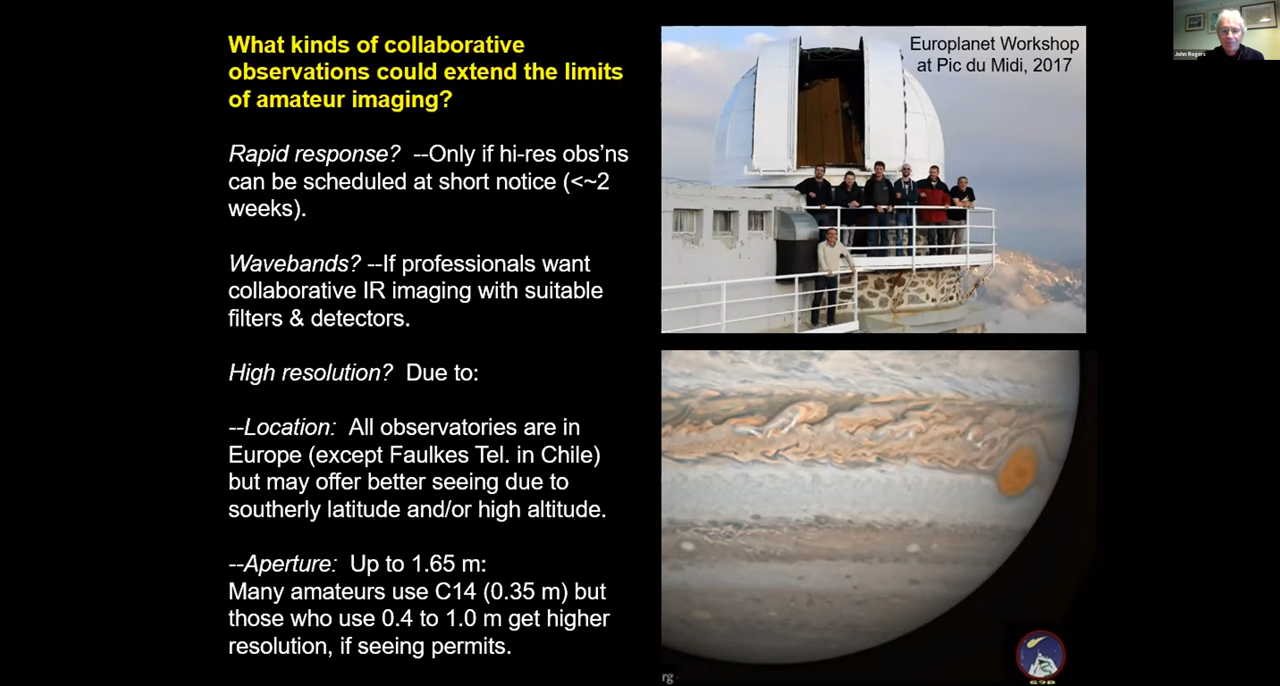 What kinds of collaborative
observations could extend the limits
of amateur imaging?
Rapid response? --Only if hi-res obs'ns
can be scheduled at short notice (<~2
weeks).
Wavebands? --If professionals want
collaborative IR imaging with suitable
filters & detectors.
High resolution? Due to:
--Location: All observatories are in
Europe (except Faulkes Tel. in Chile)
but may offer better seeing due to
southerly latitude and/or high altitude.
--Aperture: Up to 1.65 m:
Many amateurs use C14 (0.35 m) but
those who use 0.4 to 1.0 m get higher
resolution, if seeing permits.
Europlanet Workshop
at Pic du Midi, 2017
rg
S2P
John Rogers